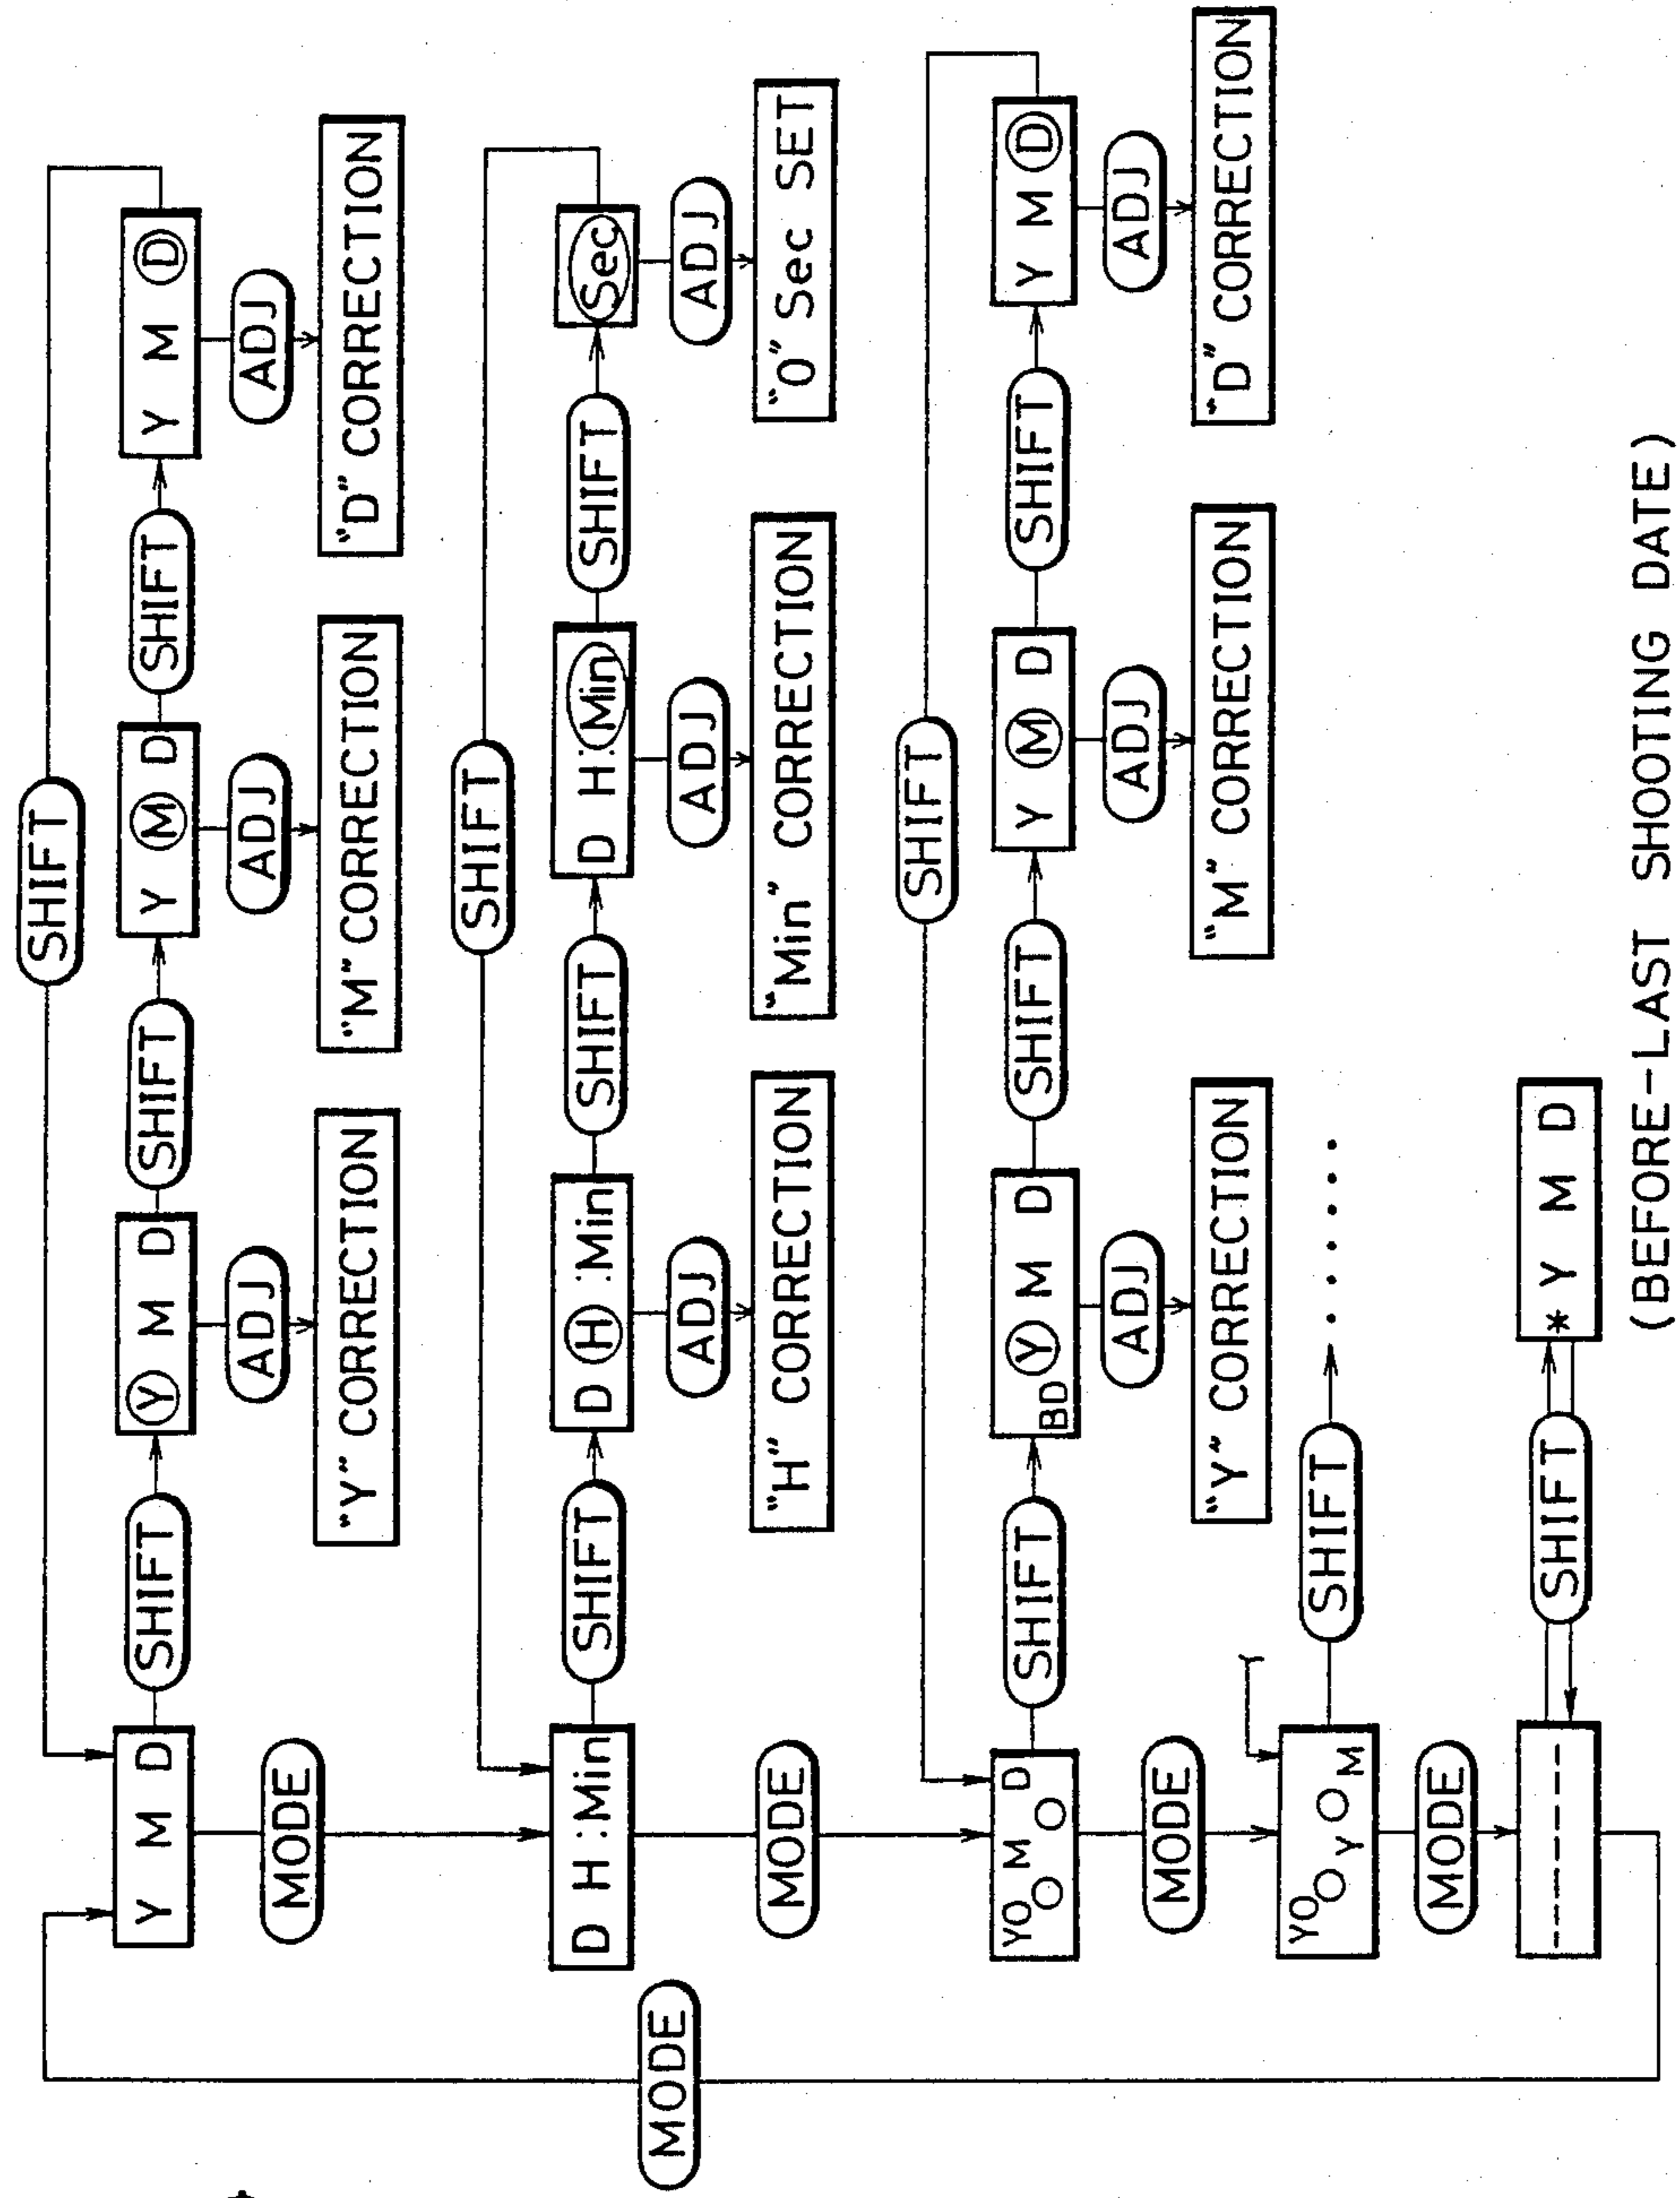 SHIFT
Y M D
SHIFT
Y M D
SHIFT
Y M D
SHIFT
Y M D
MODE
ADJ
ADJ
ADJ
"Y" CORRECTION
"M" CORRECTION
"D" CORRECTION
SHIFT
D H:Min
SHIFT
D H:Min
SHIFT
D H:Min
SHIFT
Sec
MODE
MODE
ADJ
ADJ
ADJ
"H" CORRECTION
"Min" CORRECTION
"0" Sec SET
SHIFT
YO O M O D
SHIFT
BD Y M D
SHIFT
Y M D
SHIFT
Y M D
MODE
ADJ
ADJ
ADJ
"Y" CORRECTION
"M" CORRECTION
"D" CORRECTION
YO O Y O M
SHIFT
......
MODE
------
SHIFT
* Y M D
(BEFORE-LAST SHOOTING DATE)